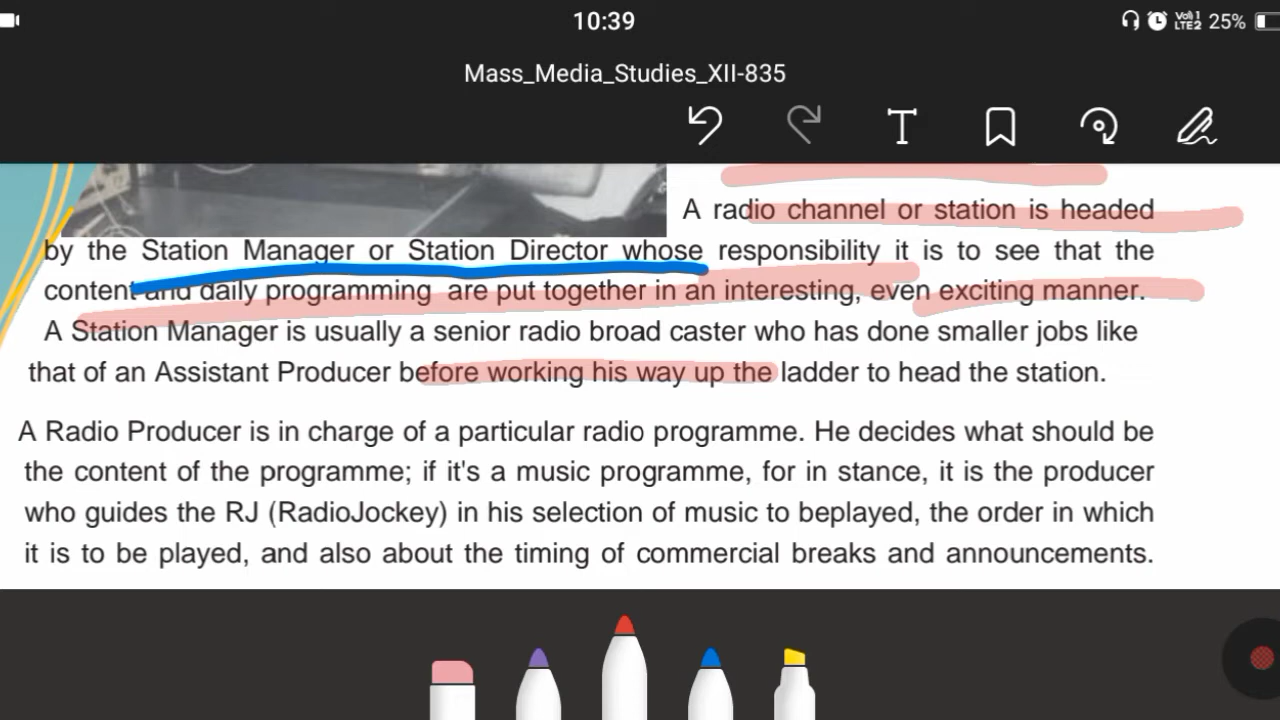 10:39
Vo)) 1
LTE2 25%
Mass_Media_Studies_XII-835
T
A radio channel or station is headed
by the Station Manager or Station Director whose responsibility it is to see that the
content and daily programming are put together in an interesting, even exciting manner.
A Station Manager is usually a senior radio broad caster who has done smaller jobs like
that of an Assistant Producer before working his way up the ladder to head the station.
A Radio Producer is in charge of a particular radio programme. He decides what should be
the content of the programme; if it's a music programme, for in stance, it is the producer
who guides the RJ (RadioJockey) in his selection of music to beplayed, the order in which
it is to be played, and also about the timing of commercial breaks and announcements.